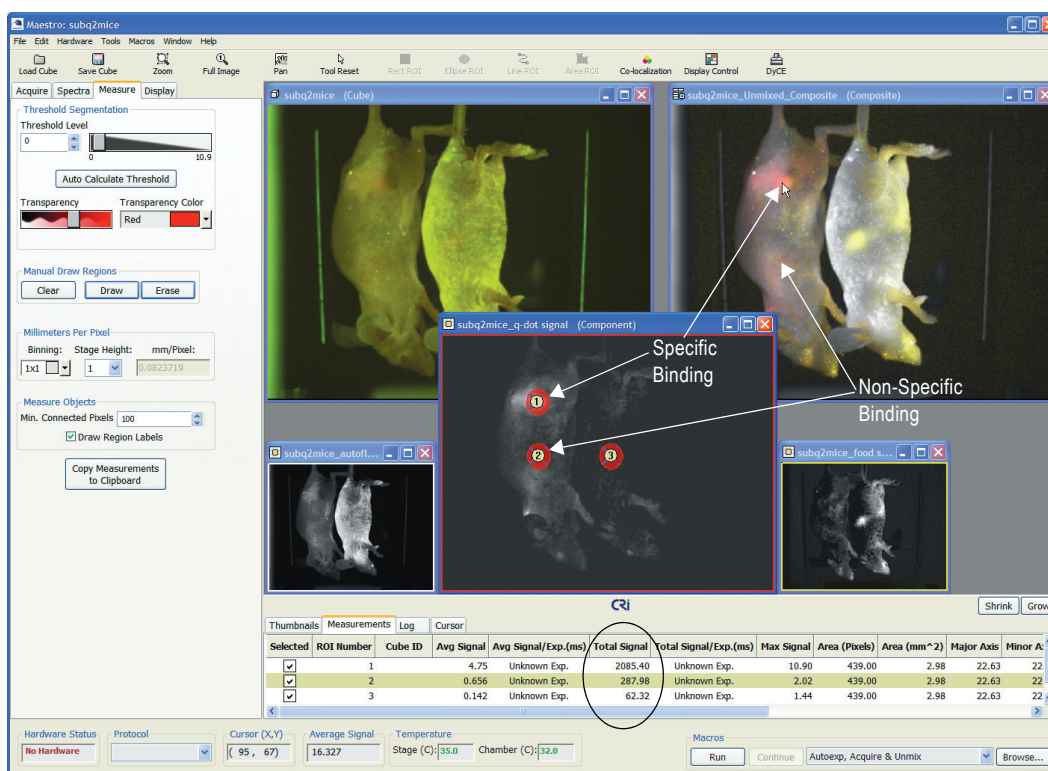 Maestro: subq2mice
File Edit Hardware Tools Macros Window Help
Load Cube Save Cube Zoom Full Image Pan Tool Reset Rect ROI Elipse ROI Line ROI Area ROI Co-localization Display Control DyCE
Acquire Spectra Measure Display
Threshold Segmentation
Threshold Level
0
0 10.9
Auto Calculate Threshold
Transparency Transparency Color
Red
Manual Draw Regions
Clear Draw Erase
Millimeters Per Pixel
Binning: Stage Height: mm/Pixel:
1x1 1 0.0823719
Measure Objects
Min. Connected Pixels 100
Draw Region Labels
Copy Measurements
to Clipboard
subq2mice (Cube)
subq2mice_Unmixed_Composite (Composite)
subq2mice_q-dot signal (Component)
Specific
Binding
Non-Specific
Binding
1
2
3
subq2mice_autofl...
subq2mice_food s...
CRi
Shrink Grow
Thumbnails Measurements Log Cursor
Selected ROI Number Cube ID Avg Signal Avg Signal/Exp.(ms) Total Signal Total Signal/Exp.(ms) Max Signal Area (Pixels) Area (mm^2) Major Axis Minor A:
1 4.75 Unknown Exp. 2085.40 Unknown Exp. 10.90 439.00 2.98 22.63 22
2 0.656 Unknown Exp. 287.98 Unknown Exp. 2.02 439.00 2.98 22.63 22
3 0.142 Unknown Exp. 62.32 Unknown Exp. 1.44 439.00 2.98 22.63 22
Hardware Status Protocol Cursor (X,Y) Average Signal Temperature Macros
No Hardware ( 95 , 67) 16.327 Stage (C): 35.0 Chamber (C): 32.0 Run Continue Autoexp, Acquire & Unmix Browse...